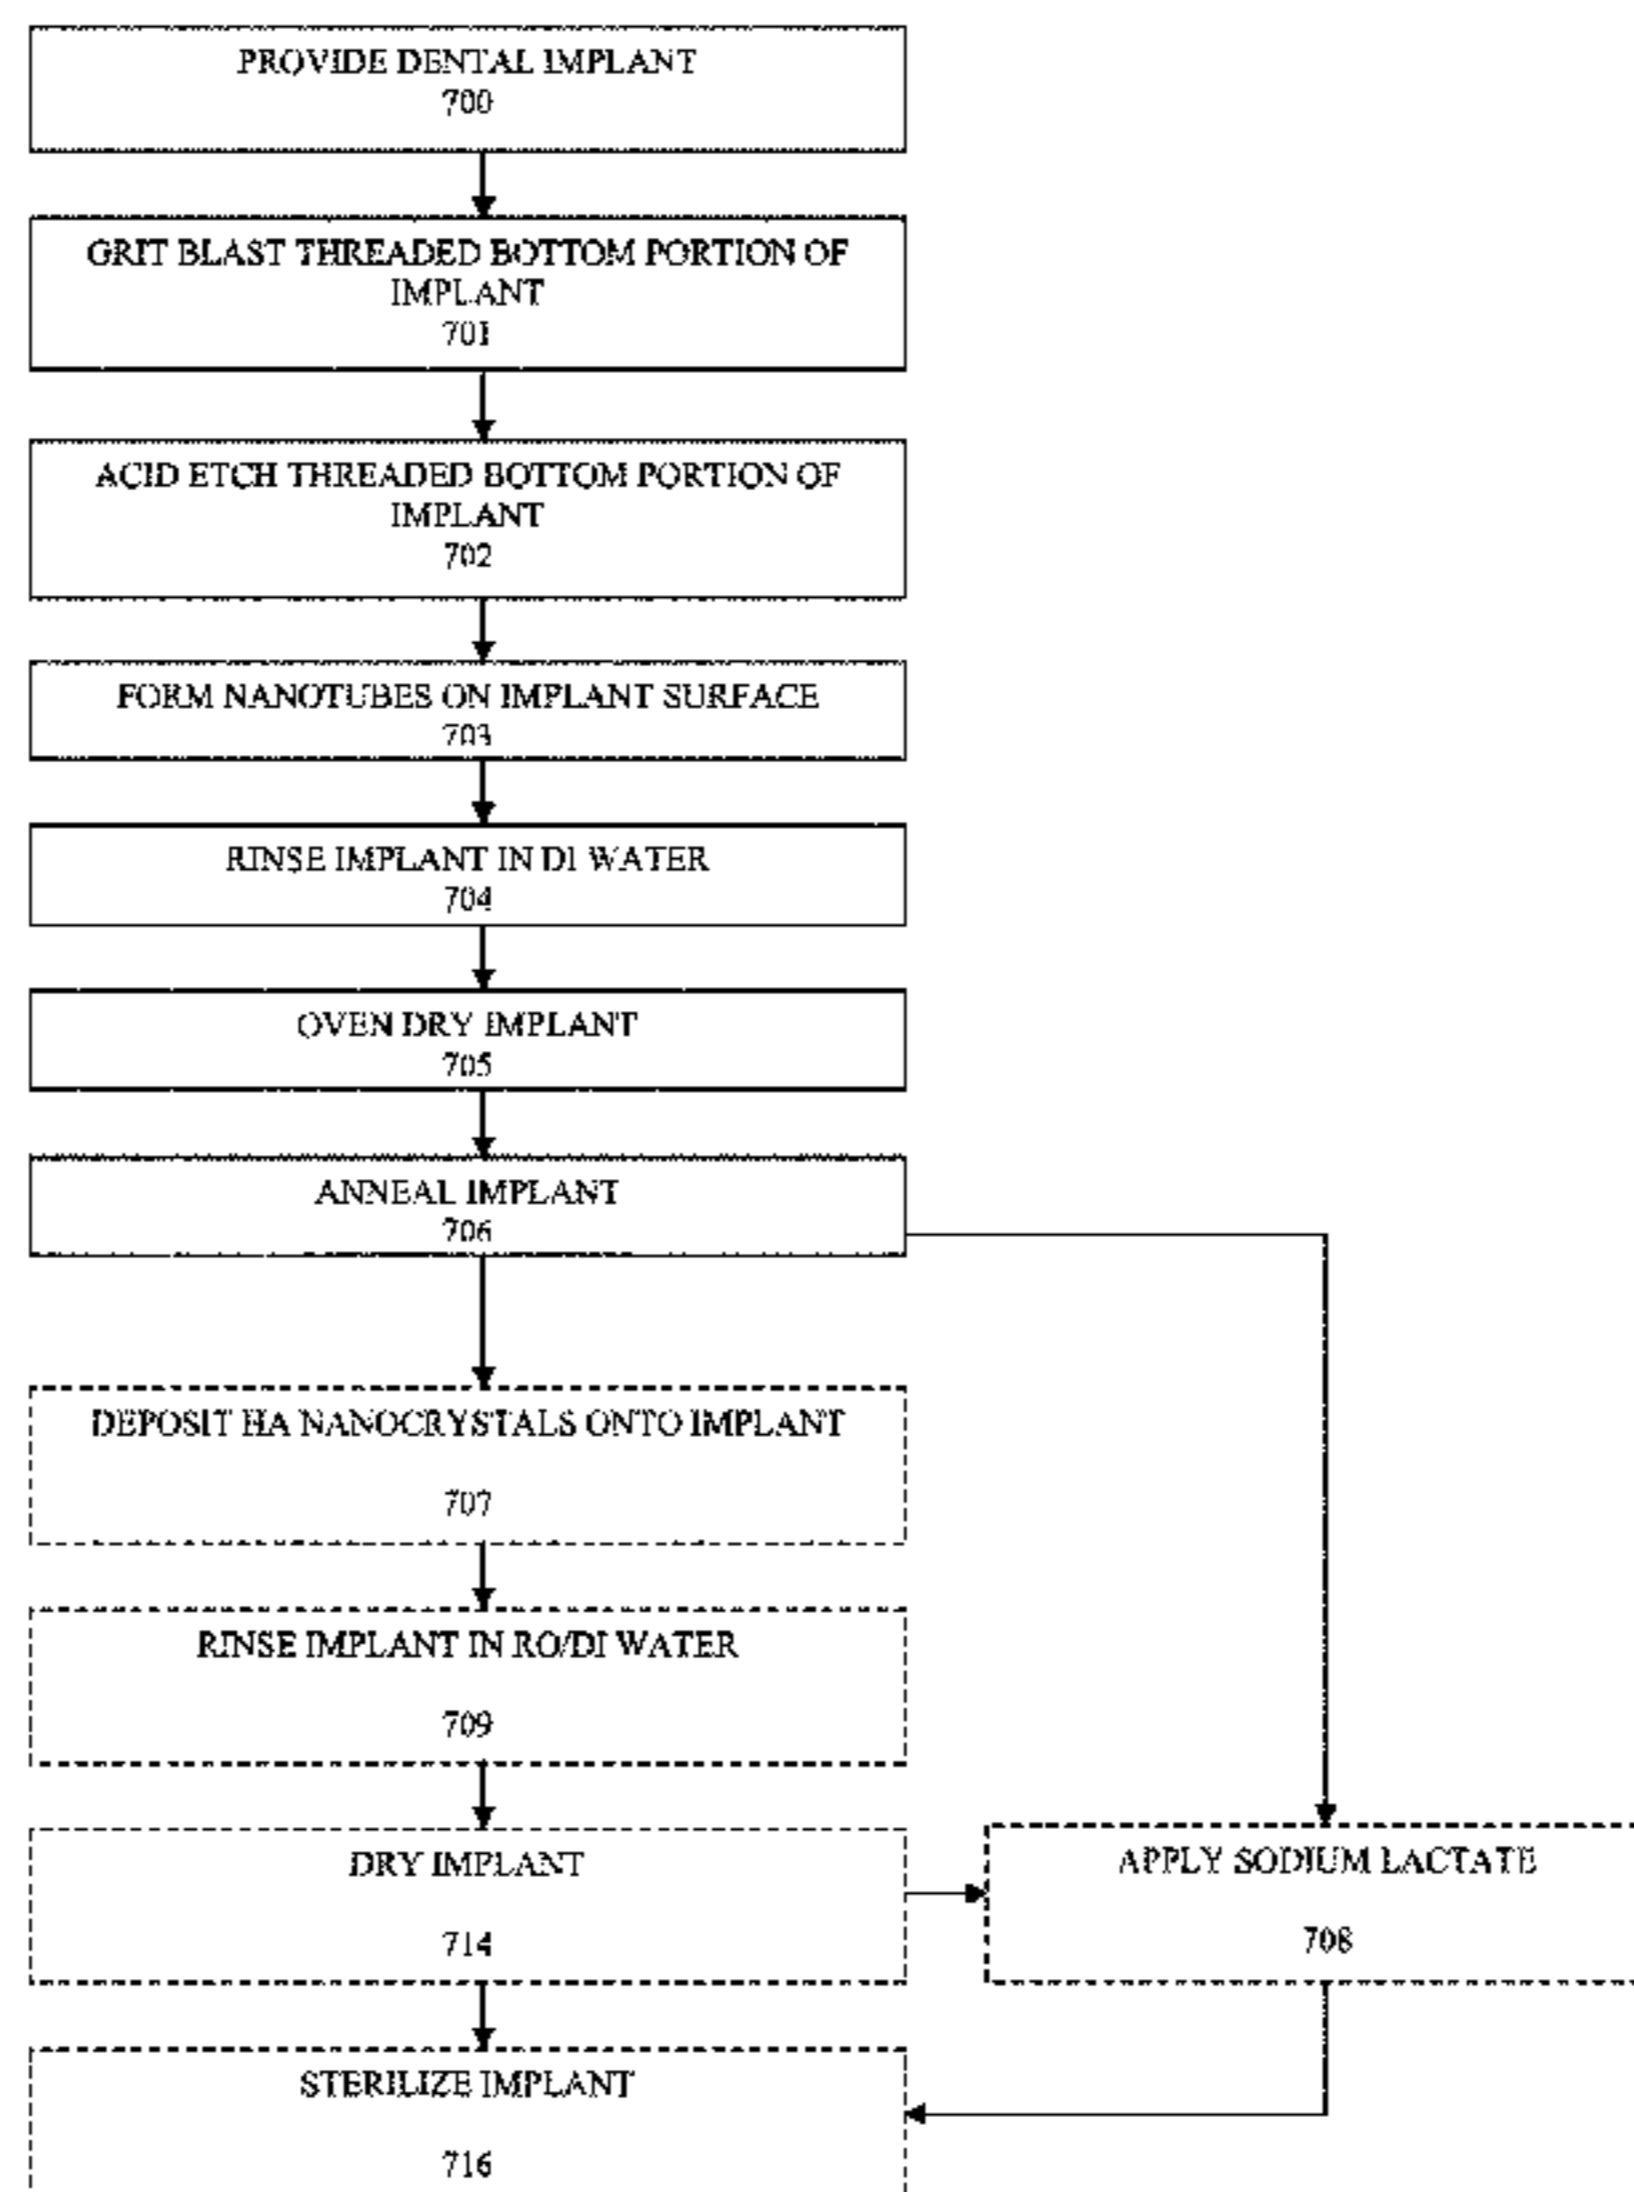 PROVIDE DENTAL IMPLANT
700
GRIT BLAST THREADED BOTTOM PORTION OF
IMPLANT
701
ACID ETCH THREADED BOTTOM PORTION OF
IMPLANT
702
FORM NANOTUBES ON IMPLANT SURFACE
703
RINSE IMPLANT IN DI WATER
704
OVEN DRY IMPLANT
705
ANNEAL IMPLANT
706
DEPOSIT HA NANOCRYSTALS ONTO IMPLANT
707
RINSE IMPLANT IN RO/DI WATER
709
DRY IMPLANT
714
APPLY SODIUM LACTATE
708
STERILIZE IMPLANT
716